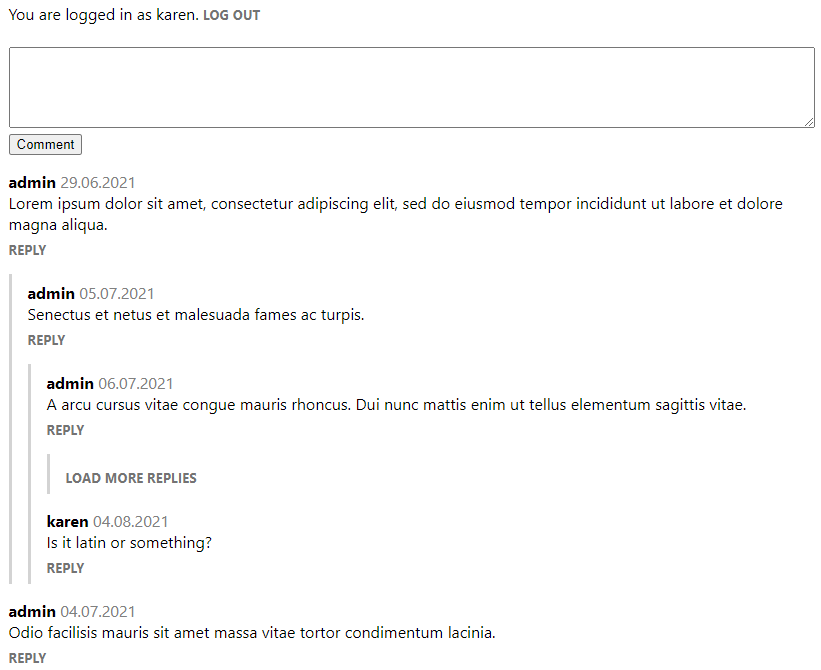 You are logged in as karen. LOG OUT
Comment
admin 29.06.2021
Lorem ipsum dolor sit amet, consectetur adipiscing elit, sed do eiusmod tempor incididunt ut labore et dolore
magna aliqua.
REPLY
admin 05.07.2021
Senectus et netus et malesuada fames ac turpis.
REPLY
admin 06.07.2021
A arcu cursus vitae congue mauris rhoncus. Dui nunc mattis enim ut tellus elementum sagittis vitae.
REPLY
LOAD MORE REPLIES
karen 04.08.2021
Is it latin or something?
REPLY
admin 04.07.2021
Odio facilisis mauris sit amet massa vitae tortor condimentum lacinia.
REPLY